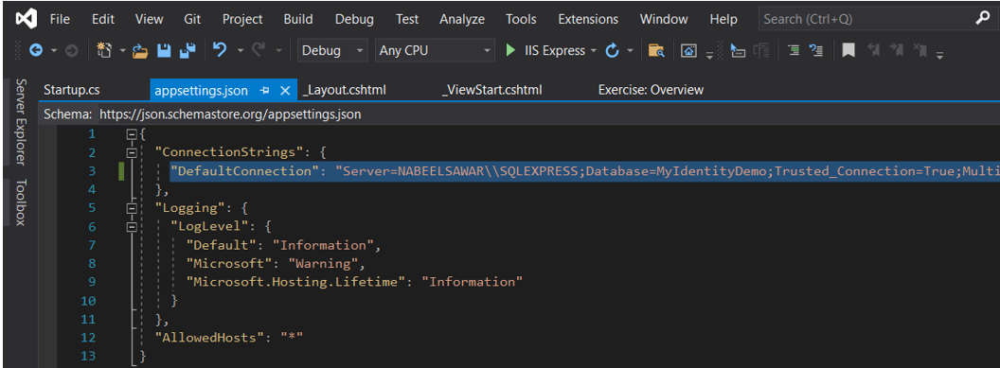 File Edit View Git Project Build Debug Test Analyze Tools Extensions Window Help Search (Ctrl+Q)
Debug Any CPU IIS Express
Server Explorer
Toolbox
Startup.cs appsettings.json _Layout.cshtml _ViewStart.cshtml Exercise: Overview
Schema: https://json.schemastore.org/appsettings.json
1 {
2 "ConnectionStrings": {
3 "DefaultConnection": "Server=NABEELSAWAR\\SQLEXPRESS;Database=MyIdentityDemo;Trusted_Connection=True;Multi
4 },
5 "Logging": {
6 "LogLevel": {
7 "Default": "Information",
8 "Microsoft": "Warning",
9 "Microsoft.Hosting.Lifetime": "Information"
10 }
11 },
12 "AllowedHosts": "*"
13 }